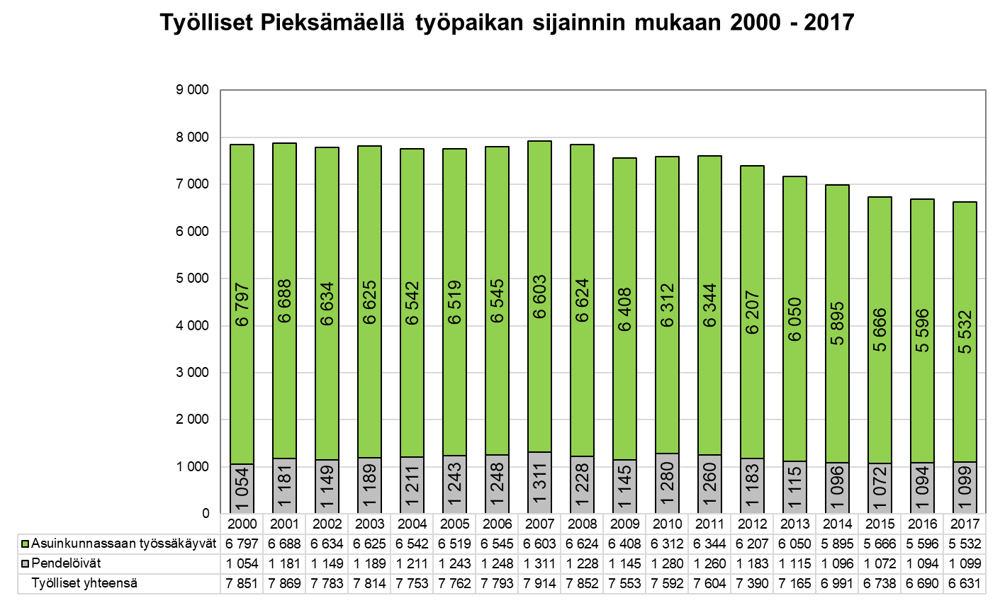 Työlliset Pieksämäellä työpaikan sijainnin mukaan 2000 - 2017
9 000
8 000
7 000
6 000
5 000
4 000
3 000
2 000
1 000
0
6 797 6 688 6 634 6 625 6 542 6 519 6 545 6 603 6 624 6 408 6 312 6 344 6 207 6 050 5 895 5 666 5 596 5 532
1 054 1 181 1 149 1 189 1 211 1 243 1 248 1 311 1 228 1 145 1 280 1 260 1 183 1 115 1 096 1 072 1 094 1 099
2000 2001 2002 2003 2004 2005 2006 2007 2008 2009 2010 2011 2012 2013 2014 2015 2016 2017
Asuinkunnassaan työssäkäyvät 6 797 6 688 6 634 6 625 6 542 6 519 6 545 6 603 6 624 6 408 6 312 6 344 6 207 6 050 5 895 5 666 5 596 5 532
Pendelöivät 1 054 1 181 1 149 1 189 1 211 1 243 1 248 1 311 1 228 1 145 1 280 1 260 1 183 1 115 1 096 1 072 1 094 1 099
Työlliset yhteensä 7 851 7 869 7 783 7 814 7 753 7 762 7 793 7 914 7 852 7 553 7 592 7 604 7 390 7 165 6 991 6 738 6 690 6 631